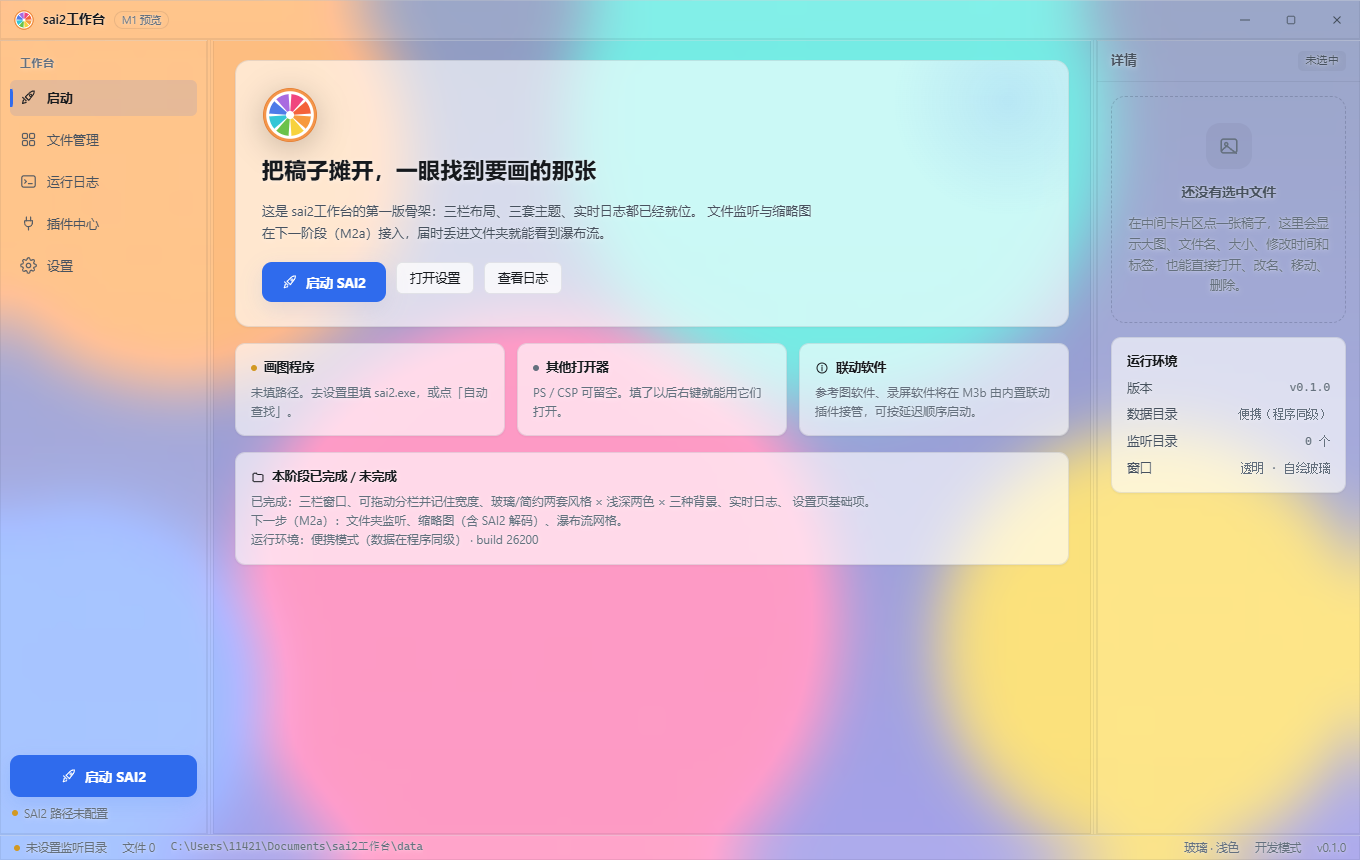 sai2工作台 M1 预览
工作台
启动
文件管理
运行日志
插件中心
设置
启动 SAI2
SAI2 路径未配置
把稿子摊开，一眼找到要画的那张
这是 sai2工作台的第一版骨架：三栏布局、三套主题、实时日志都已经就位。 文件监听与缩略图
在下一阶段（M2a）接入，届时丢进文件夹就能看到瀑布流。
启动 SAI2 打开设置 查看日志
画图程序
未填路径。去设置里填 sai2.exe，或点「自动
查找」。
其他打开器
PS / CSP 可留空。填了以后右键就能用它们
打开。
联动软件
参考图软件、录屏软件将在 M3b 由内置联动
插件接管，可按延迟顺序启动。
本阶段已完成 / 未完成
已完成：三栏窗口、可拖动分栏并记住宽度、玻璃/简约两套风格 × 浅深两色 × 三种背景、实时日志、 设置页基础项。
下一步（M2a）：文件夹监听、缩略图（含 SAI2 解码）、瀑布流网格。
运行环境：便携模式（数据在程序同级） · build 26200
详情 未选中
还没有选中文件
在中间卡片区点一张稿子，这里会显
示大图、文件名、大小、修改时间和
标签，也能直接打开、改名、移动、
删除。
运行环境
版本 v0.1.0
数据目录 便携（程序同级）
监听目录 0 个
窗口 透明 · 自绘玻璃
未设置监听目录 文件 0 C:\Users\11421\Documents\sai2工作台\data 玻璃 · 浅色 开发模式 v0.1.0